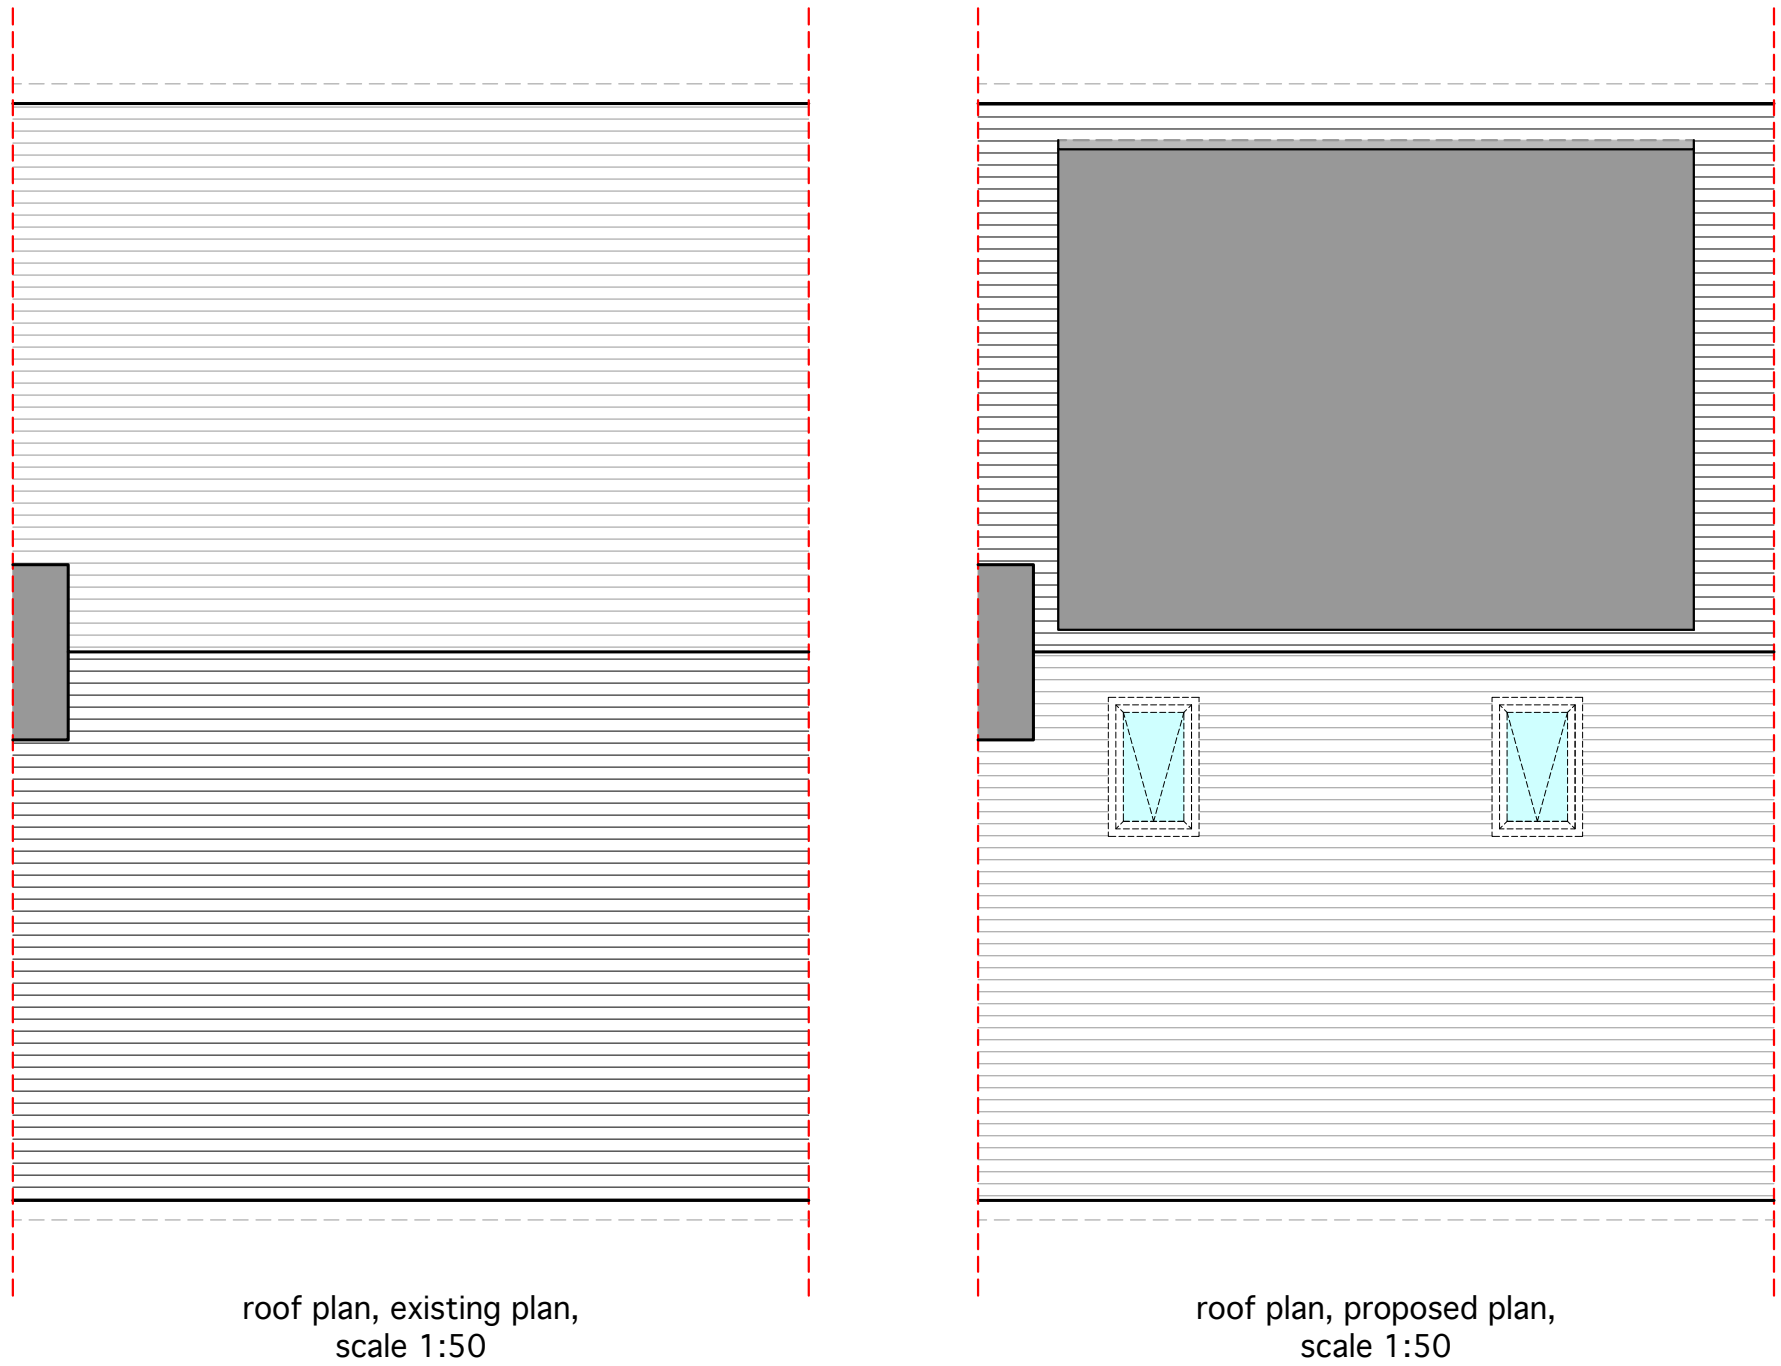 roof plan, existing plan,
scale 1:50
roof plan, proposed plan,
scale 1:50